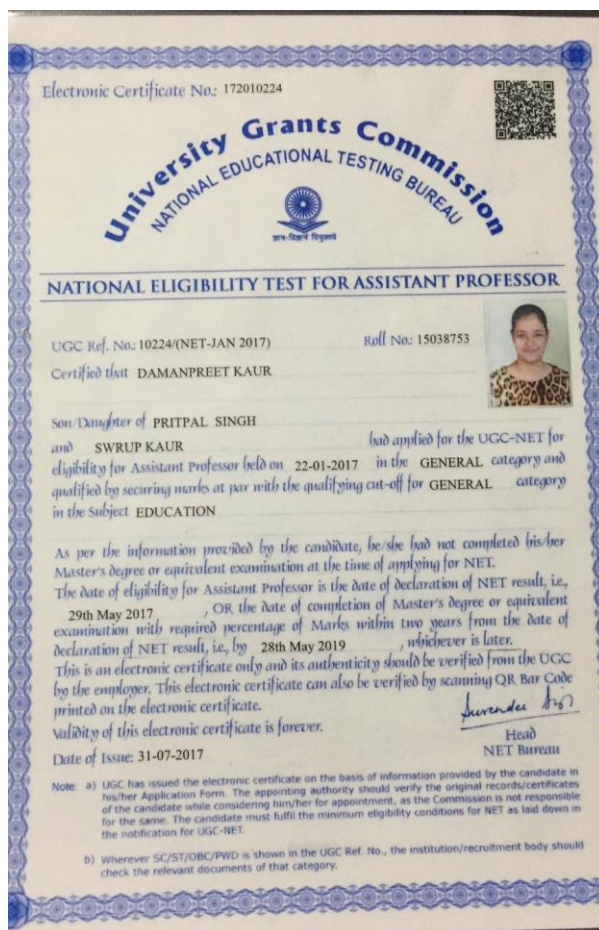 Electronic Certificate No.: 172010224
University Grants Commission
NATIONAL EDUCATIONAL TESTING BUREAU
ज्ञान-विज्ञानं विमुक्तये
NATIONAL ELIGIBILITY TEST FOR ASSISTANT PROFESSOR
UGC Ref. No.: 10224/(NET-JAN 2017) Roll No: 15038753
Certified that DAMANPREET KAUR
Son/Daughter of PRITPAL SINGH
and SWRUP KAUR had applied for the UGC-NET for
eligibility for Assistant Professor held on 22-01-2017 in the GENERAL category and
qualified by securing marks at par with the qualifying cut-off for GENERAL category
in the Subject EDUCATION
As per the information provided by the candidate, he/she had not completed his/her
Master's degree or equivalent examination at the time of applying for NET.
The date of eligibility for Assistant Professor is the date of declaration of NET result, i.e.,
29th May 2017 , OR the date of completion of Master's degree or equivalent
examination with required percentage of Marks within two years from the date of
declaration of NET result, i.e., by 28th May 2019 , whichever is later.
This is an electronic certificate only and its authenticity should be verified from the UGC
by the employer. This electronic certificate can also be verified by scanning QR Bar Code
printed on the electronic certificate.
Validity of this electronic certificate is forever.
Date of Issue: 31-07-2017
Head
NET Bureau
Note: a) UGC has issued the electronic certificate on the basis of information provided by the candidate in
his/her Application Form. The appointing authority should verify the original records/certificates
of the candidate while considering him/her for appointment, as the Commission is not responsible
for the same. The candidate must fulfil the minimum eligibility conditions for NET as laid down in
the notification for UGC-NET.
b) Wherever SC/ST/OBC/PWD is shown in the UGC Ref. No., the institution/recruitment body should
check the relevant documents of that category.